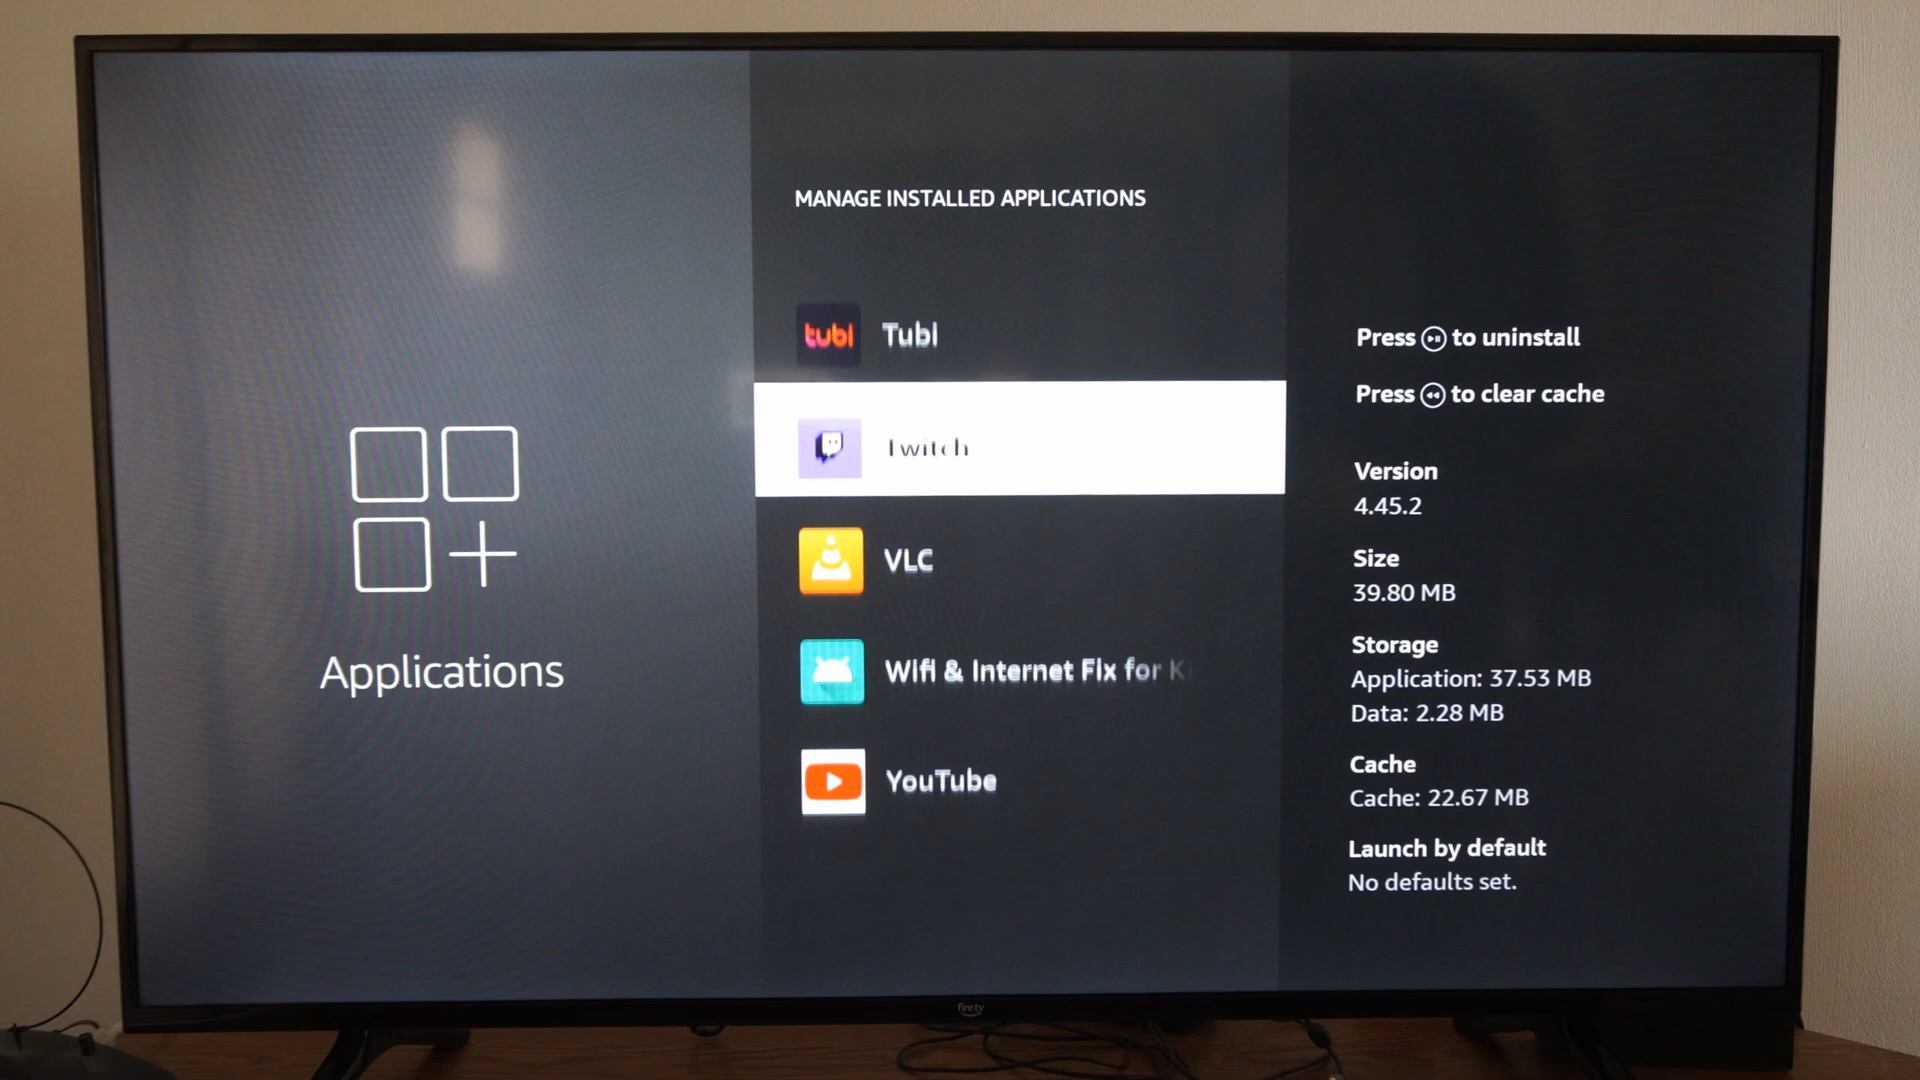 MANAGE INSTALLED APPLICATIONS
tubi Tubi
Twitch
VLC
Wifi & Internet Fix for
YouTube
Applications
Press to uninstall
Press to clear cache
Version
4.45.2
Size
39.80 MB
Storage
Application: 37.53 MB
Data: 2.28 MB
Cache
Cache: 22.67 MB
Launch by default
No defaults set.
fire tv